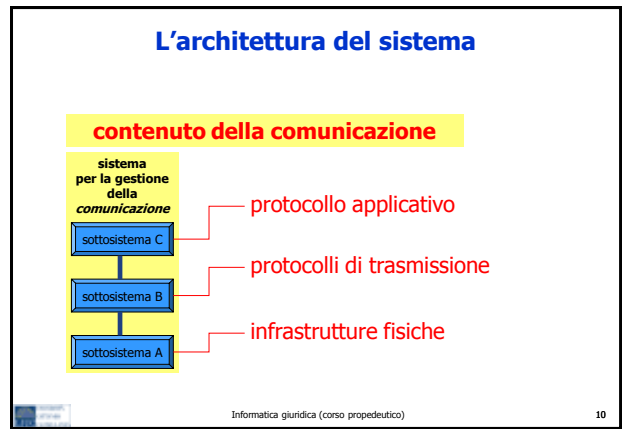 L'architettura del sistema
contenuto della comunicazione
sistema
per la gestione
della
comunicazione
sottosistema C
protocollo applicativo
sottosistema B
protocolli di trasmissione
sottosistema A
infrastrutture fisiche
Informatica giuridica (corso propedeutico)
10